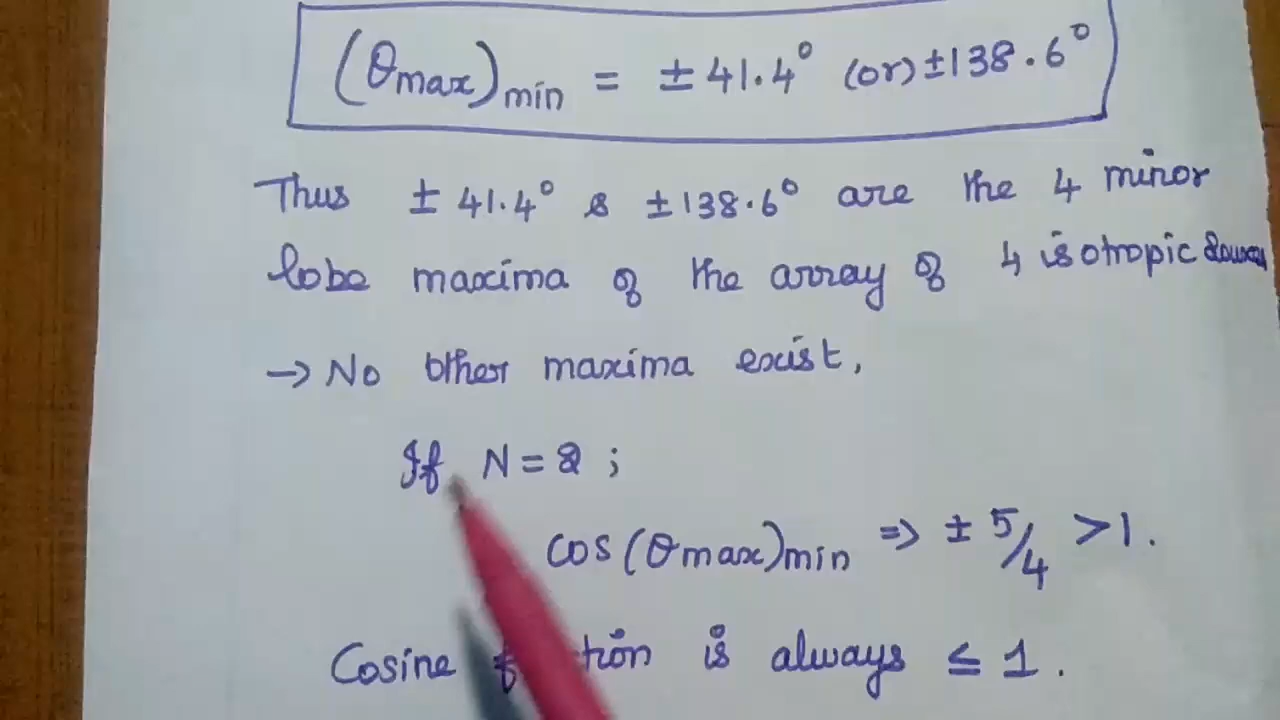 (θmax)min = ± 41.4° (or) ± 138.6°
Thus ± 41.4° & ± 138.6° are the 4 minor
lobe maxima of the array of 4 isotropic
→ No other maxima exist.
If N = 2 ;
cos(θmax)min ⇒ ± 5/4 > 1.
Cosine is always ≤ 1.